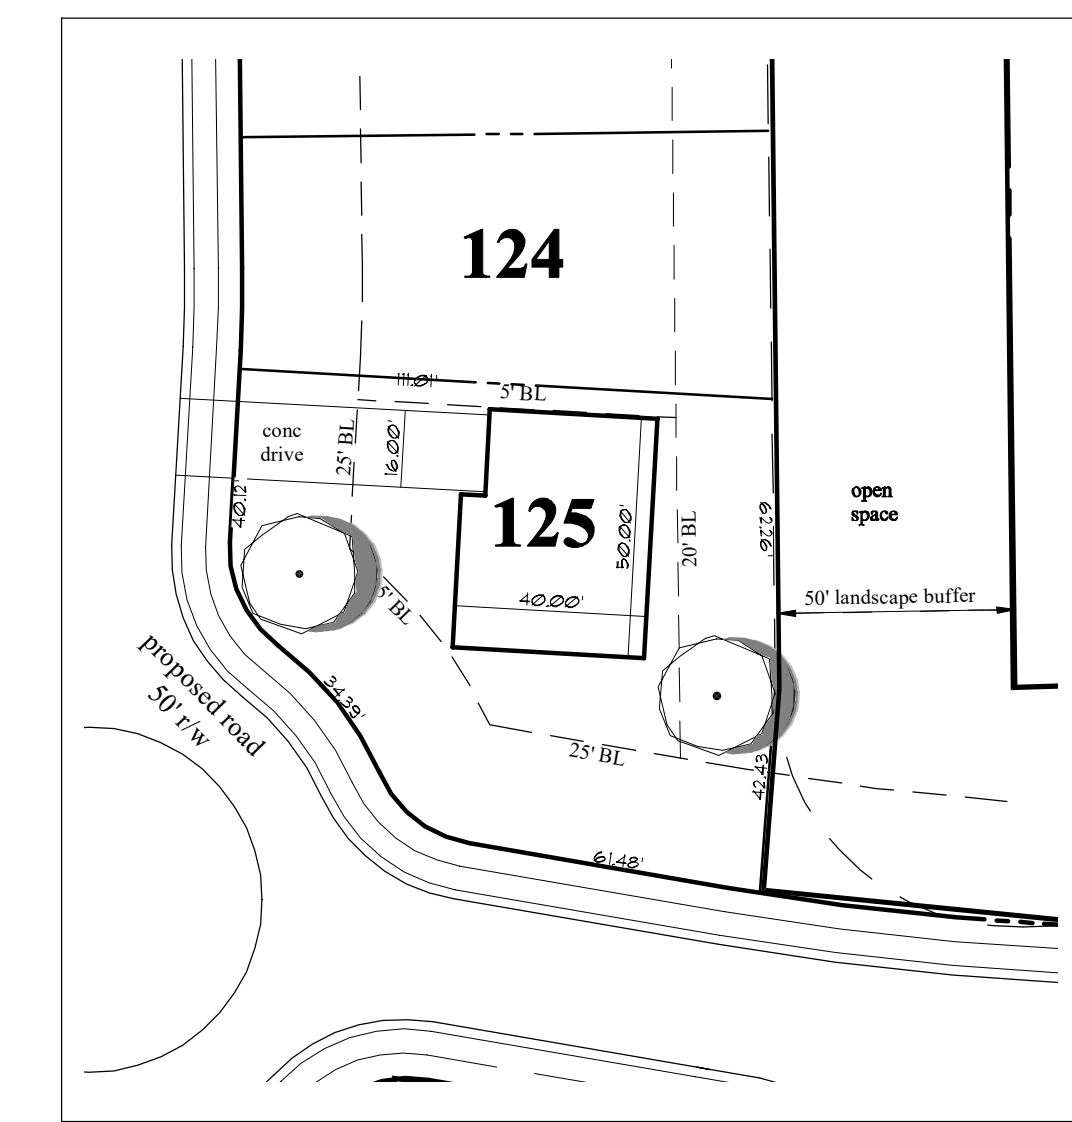 124
111.01'
5' BL
conc
drive
25' BL
16.00'
40.12'
125
50.00'
40.00'
20' BL
62.26'
open
space
50' landscape buffer
5' BL
proposed road
50' r/w
34.39'
25' BL
42.43
61.48'